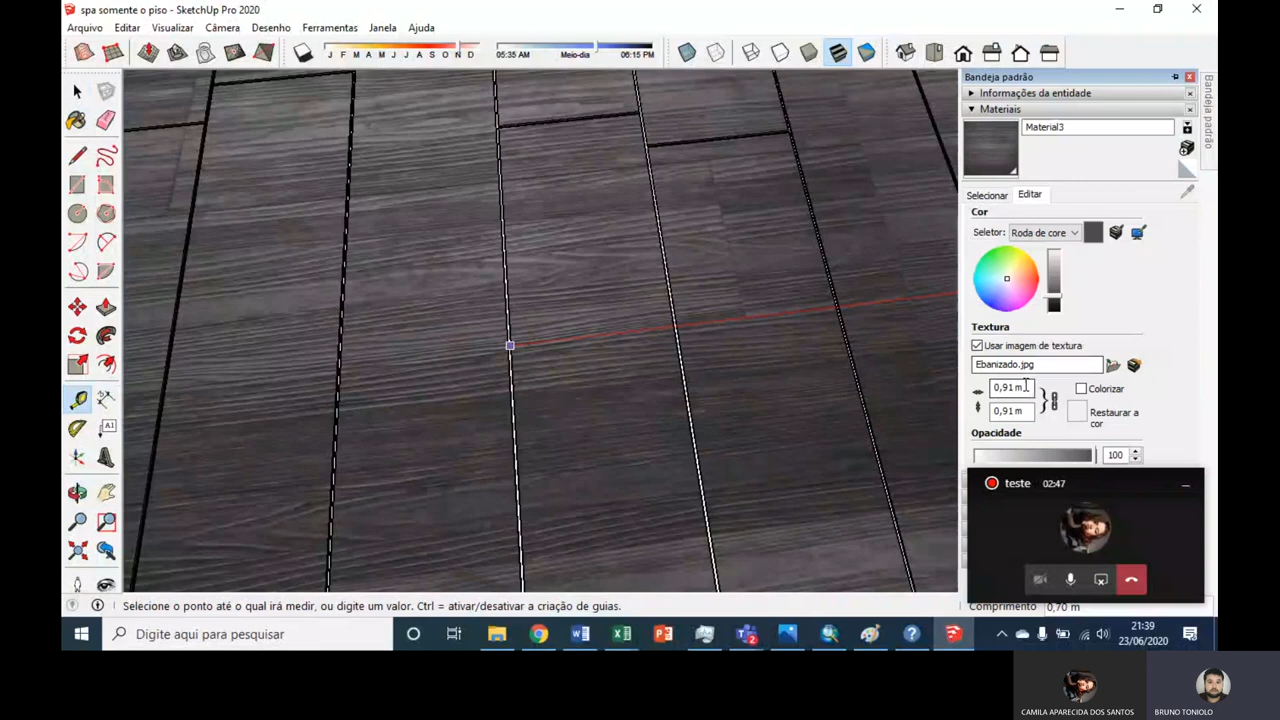 spa somente o piso - SketchUp Pro 2020
Arquivo Editar Visualizar Câmera Desenho Ferramentas Janela Ajuda
J F M A M J J A S O N D
05:35 AM Meio-dia 06:15 PM
Bandeja padrão
Bandeja padrão
Informações da entidade
Materiais
Material3
Selecionar Editar
Cor
Seletor: Roda de core
Textura
Usar imagem de textura
Ebanizado.jpg
0,91 m Colorizar
0,91 m Restaurar a cor
Opacidade
100
teste 02:47
A1
Selecione o ponto até o qual irá medir, ou digite um valor. Ctrl = ativar/desativar a criação de guias.
Comprimento 0,70 m
Digite aqui para pesquisar
21:39
23/06/2020
CAMILA APARECIDA DOS SANTOS
BRUNO TONIOLO